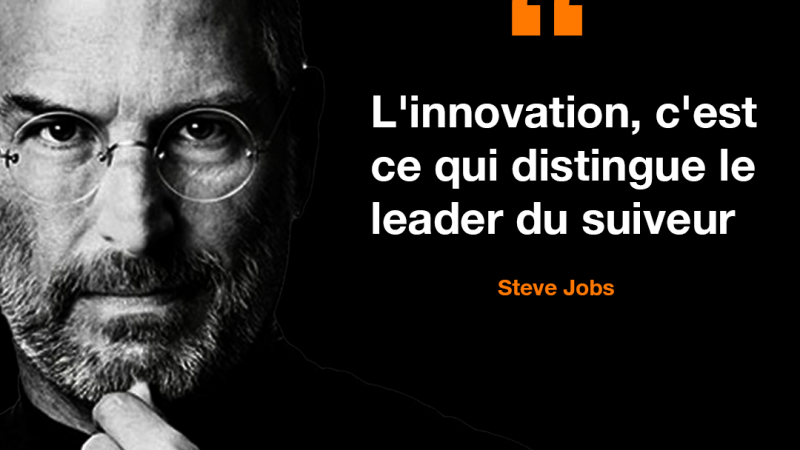 L'innovation, c'est
ce qui distingue le
leader du suiveur
Steve Jobs